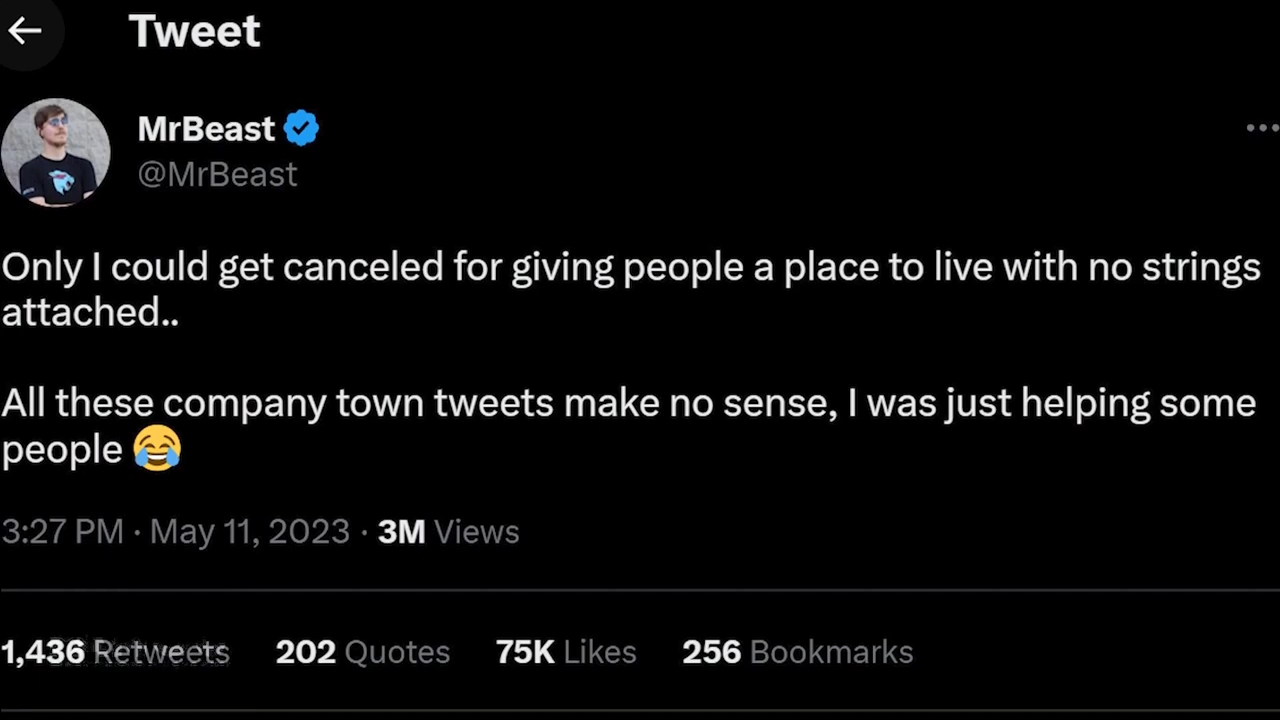 Tweet
MrBeast
@MrBeast
Only I could get canceled for giving people a place to live with no strings
attached..
All these company town tweets make no sense, I was just helping some
people 😂
3:27 PM · May 11, 2023 · 3M Views
1,436 Retweets 202 Quotes 75K Likes 256 Bookmarks